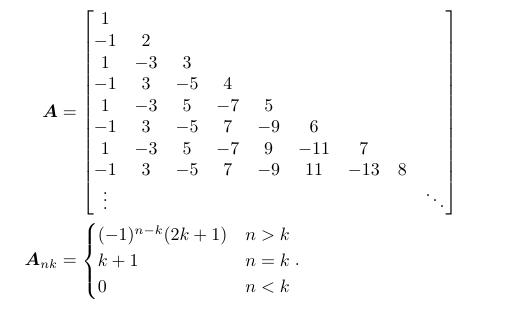 1
−1 2
1 −3 3
−1 3 −5 4
A = 1 −3 5 −7 5
−1 3 −5 7 −9 6
1 −3 5 −7 9 −11 7
−1 3 −5 7 −9 11 −13 8
⋮ ⋱
(−1)^{n−k}(2k + 1) n > k
A_{nk} = { k + 1 n = k .
0 n < k